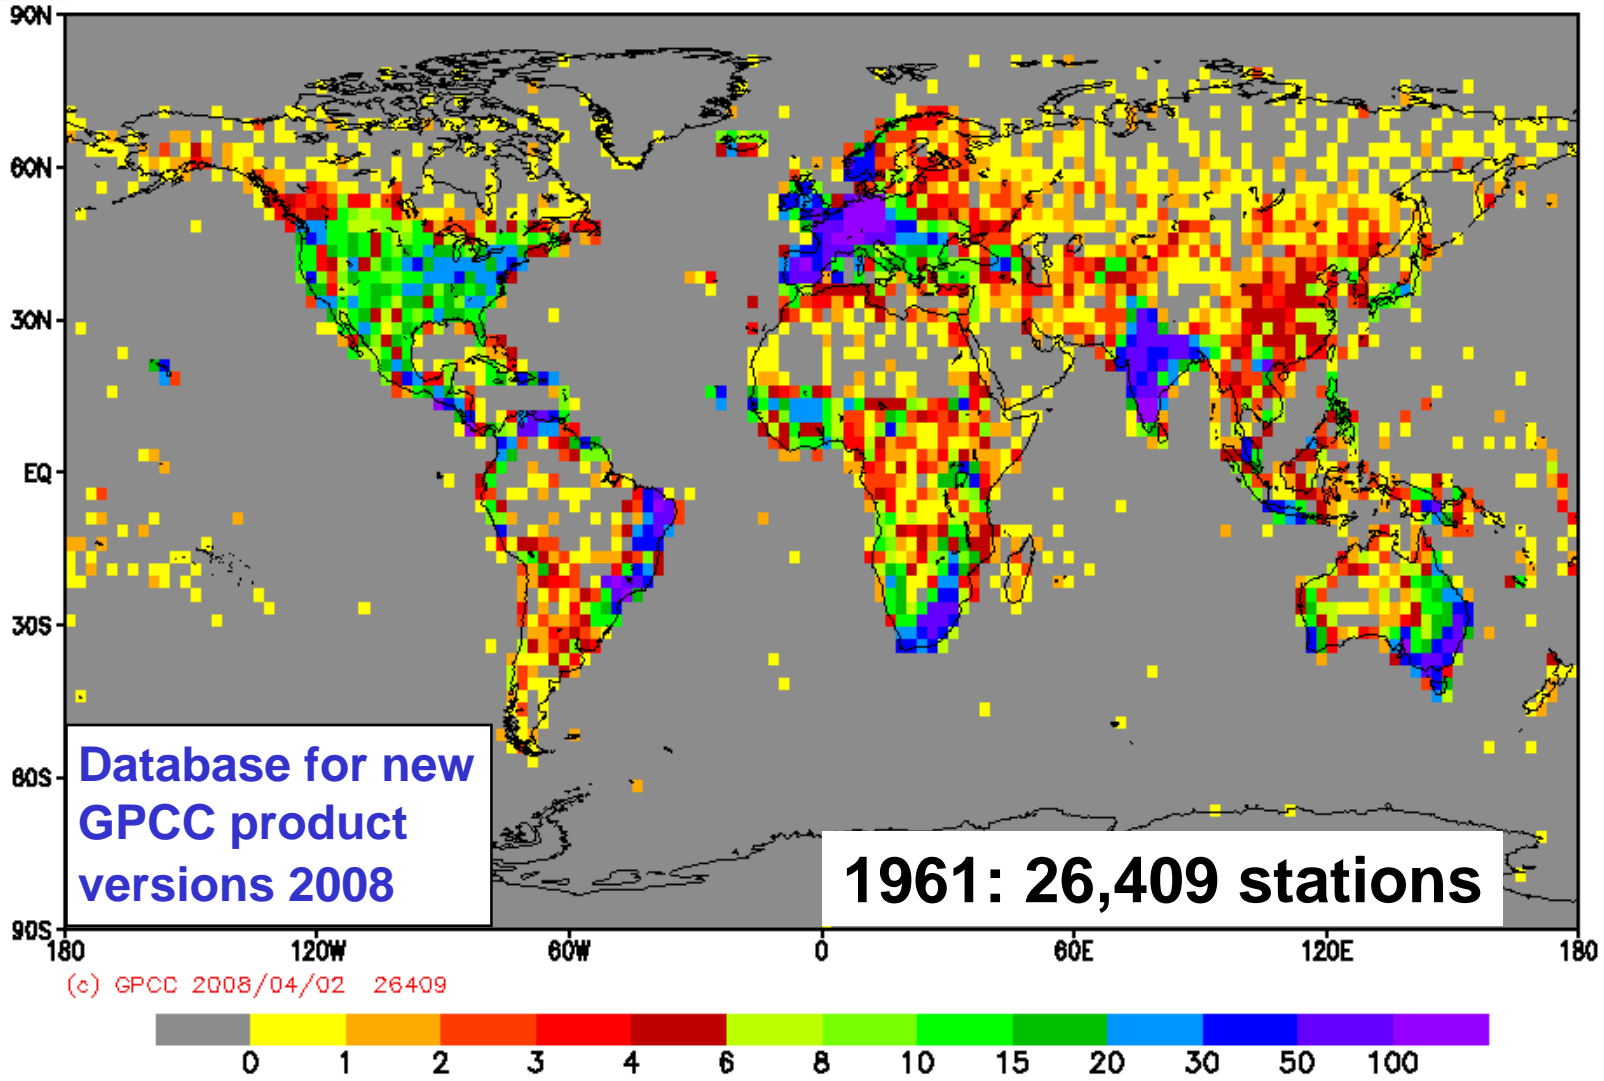 90N
60N
30N
EQ
30S
60S
90S
Database for new
GPCC product
versions 2008
1961: 26,409 stations
180 120W 60W 0 60E 120E 180
(c) GPCC 2008/04/02 26409
0 1 2 3 4 6 8 10 15 20 30 50 100